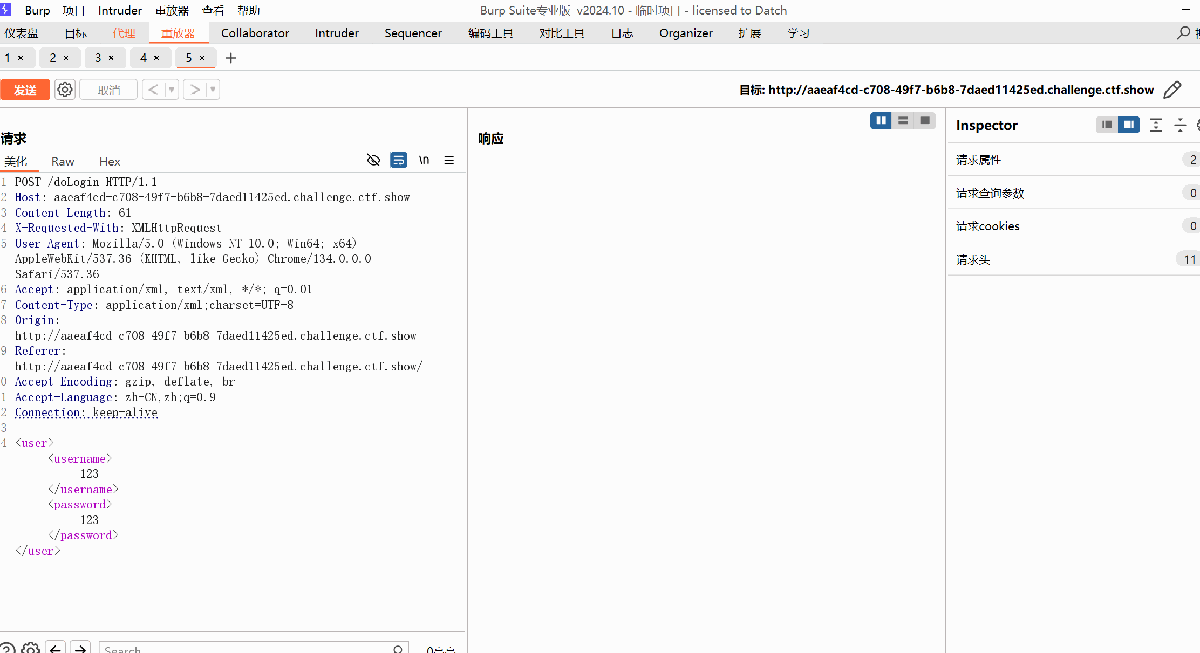 Burp 项目 Intruder 重放器 查看 帮助 Burp Suite专业版 v2024.10 - 临时项目 - licensed to Datch
仪表盘 目标 代理 重放器 Collaborator Intruder Sequencer 编码工具 对比工具 日志 Organizer 扩展 学习
1 × 2 × 3 × 4 × 5 × +
发送 取消 < > 目标: http://aaeaf4cd-c708-49f7-b6b8-7daed11425ed.challenge.ctf.show
请求 响应 Inspector
美化 Raw Hex \n
请求属性 2
请求查询参数 0
请求cookies 0
请求头 11
1 POST /doLogin HTTP/1.1
2 Host: aaeaf4cd-c708-49f7-b6b8-7daed11425ed.challenge.ctf.show
3 Content-Length: 61
4 X-Requested-With: XMLHttpRequest
5 User-Agent: Mozilla/5.0 (Windows NT 10.0; Win64; x64)
AppleWebKit/537.36 (KHTML, like Gecko) Chrome/134.0.0.0
Safari/537.36
6 Accept: application/xml, text/xml, */*; q=0.01
7 Content-Type: application/xml;charset=UTF-8
8 Origin:
http://aaeaf4cd-c708-49f7-b6b8-7daed11425ed.challenge.ctf.show
9 Referer:
http://aaeaf4cd-c708-49f7-b6b8-7daed11425ed.challenge.ctf.show/
0 Accept-Encoding: gzip, deflate, br
1 Accept-Language: zh-CN,zh;q=0.9
2 Connection: keep-alive
3
4 <user>
<username>
123
</username>
<password>
123
</password>
</user>
Search